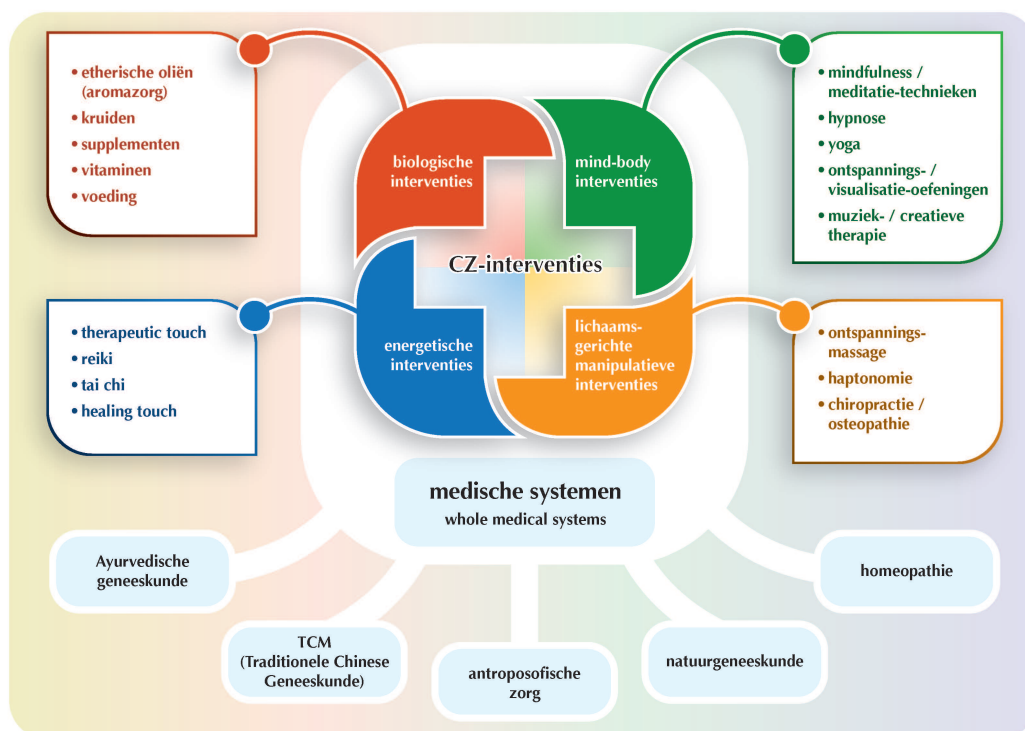 • etherische oliën
(aromazorg)
• kruiden
• supplementen
• vitaminen
• voeding
biologische
interventies
mind-body
interventies
• mindfulness /
meditatie-technieken
• hypnose
• yoga
• ontspannings- /
visualisatie-oefeningen
• muziek- / creatieve
therapie
CZ-interventies
• therapeutic touch
• reiki
• tai chi
• healing touch
energetische
interventies
lichaams-
gerichte
manipulatieve
interventies
• ontspannings-
massage
• haptonomie
• chiropractie /
osteopathie
medische systemen
whole medical systems
Ayurvedische
geneeskunde
TCM
(Traditionele Chinese
Geneeskunde)
antroposofische
zorg
natuurgeneeskunde
homeopathie